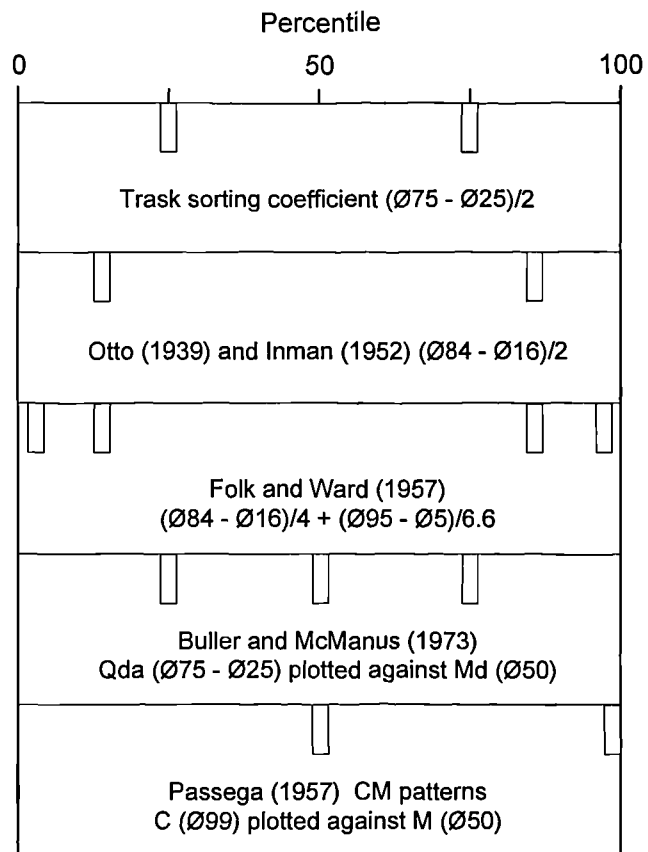 Percentile
0 50 100
Trask sorting coefficient (Ø75 - Ø25)/2
Otto (1939) and Inman (1952) (Ø84 - Ø16)/2
Folk and Ward (1957)
(Ø84 - Ø16)/4 + (Ø95 - Ø5)/6.6
Buller and McManus (1973)
Qda (Ø75 - Ø25) plotted against Md (Ø50)
Passega (1957) CM patterns
C (Ø99) plotted against M (Ø50)